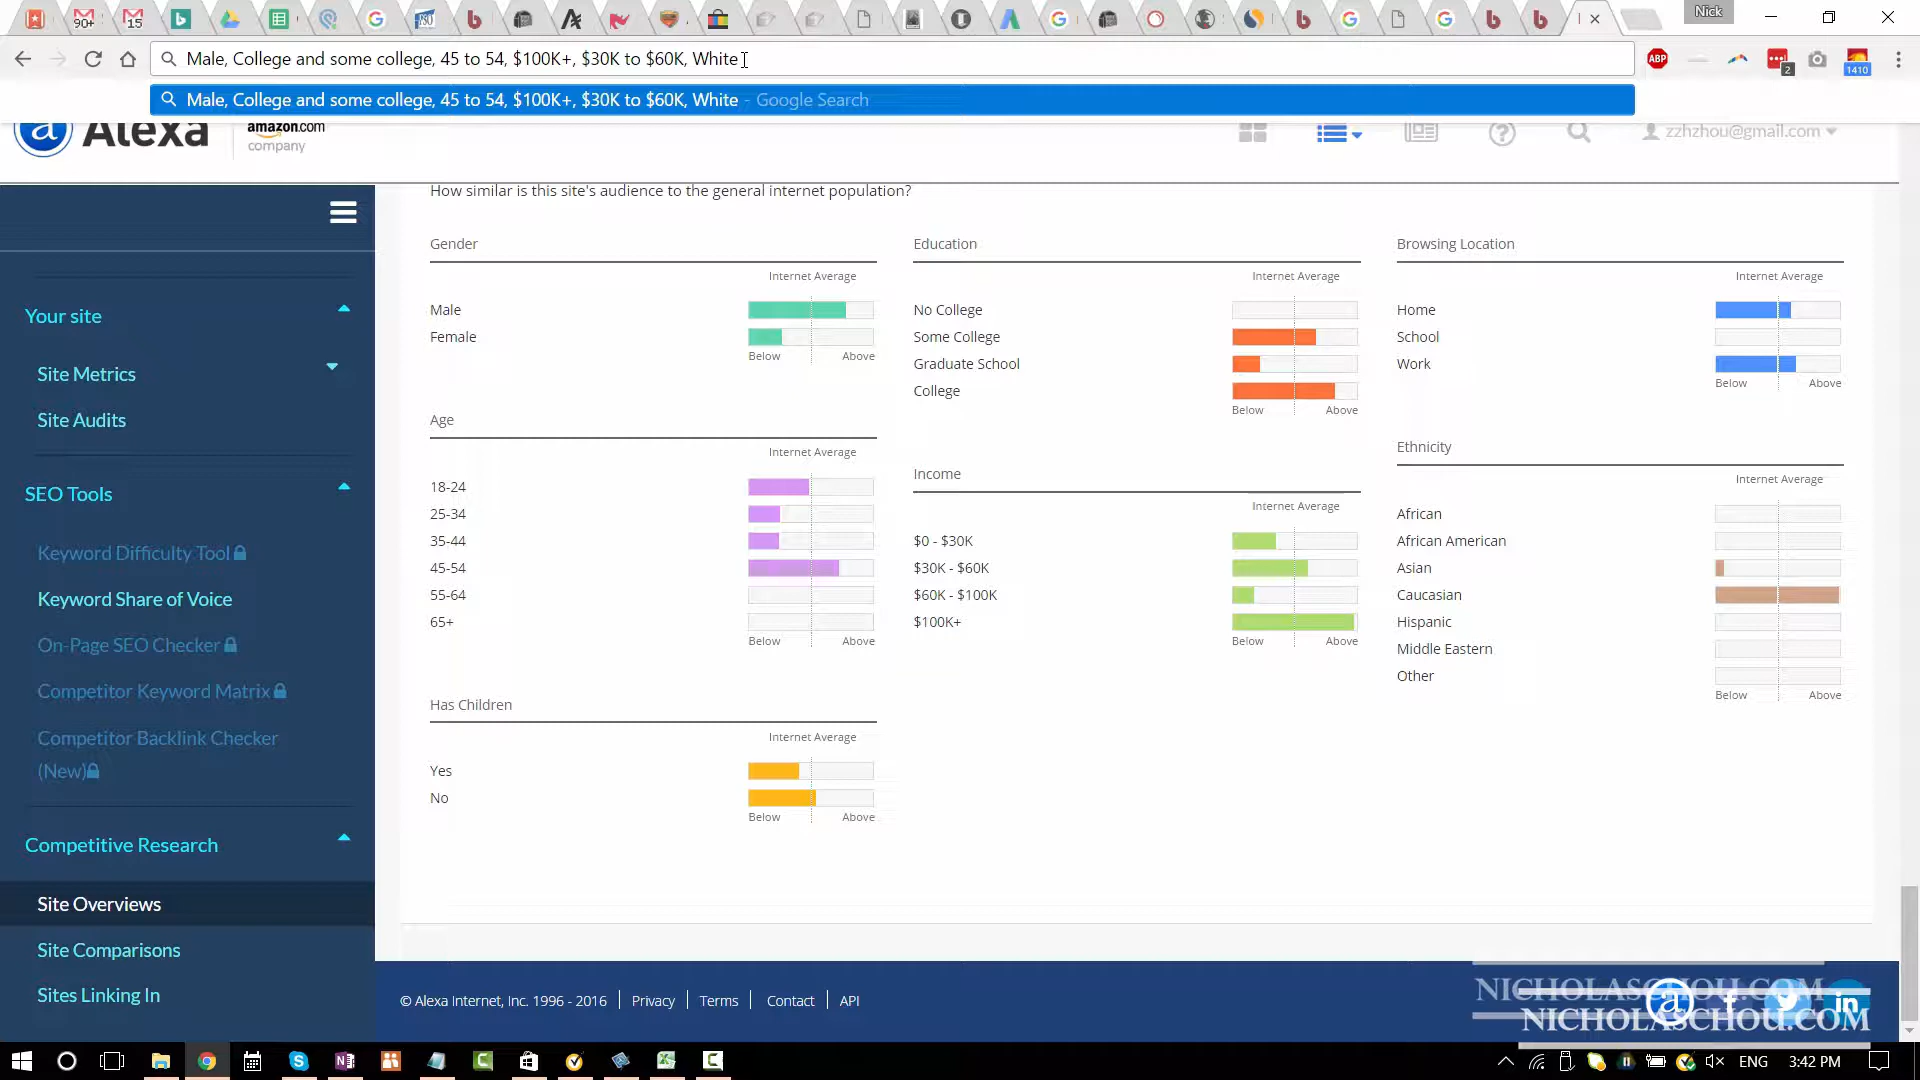 Nick
90+
15
Male, College and some college, 45 to 54, $100K+, $30K to $60K, White
Male, College and some college, 45 to 54, $100K+, $30K to $60K, White - Google Search
ABP
2
1410
a Alexa
amazon.com
company
zzhzhou@gmail.com
How similar is this site's audience to the general internet population?
Your site
Site Metrics
Site Audits
SEO Tools
Keyword Difficulty Tool
Keyword Share of Voice
On-Page SEO Checker
Competitor Keyword Matrix
Competitor Backlink Checker
(New)
Competitive Research
Site Overviews
Site Comparisons
Sites Linking In
Gender
Internet Average
Male
Female
Below Above
Age
Internet Average
18-24
25-34
35-44
45-54
55-64
65+
Below Above
Has Children
Internet Average
Yes
No
Below Above
Education
Internet Average
No College
Some College
Graduate School
College
Below Above
Income
Internet Average
$0 - $30K
$30K - $60K
$60K - $100K
$100K+
Below Above
Browsing Location
Internet Average
Home
School
Work
Below Above
Ethnicity
Internet Average
African
African American
Asian
Caucasian
Hispanic
Middle Eastern
Other
Below Above
© Alexa Internet, Inc. 1996 - 2016 | Privacy | Terms | Contact | API
NICHOLASCHOU.COM
NICHOLASCHOU.COM
ENG 3:42 PM